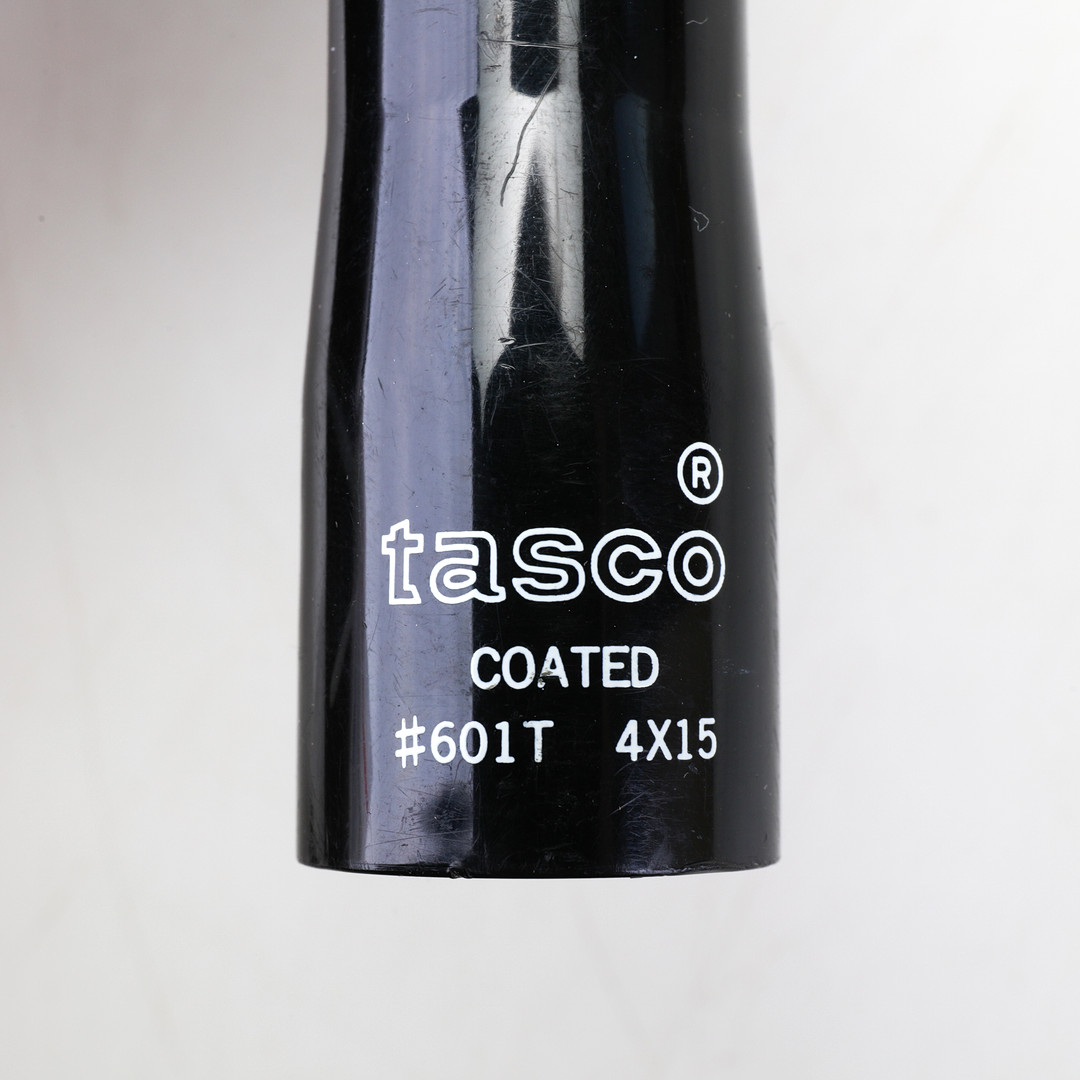 ®
tasco
COATED
#601T 4X15